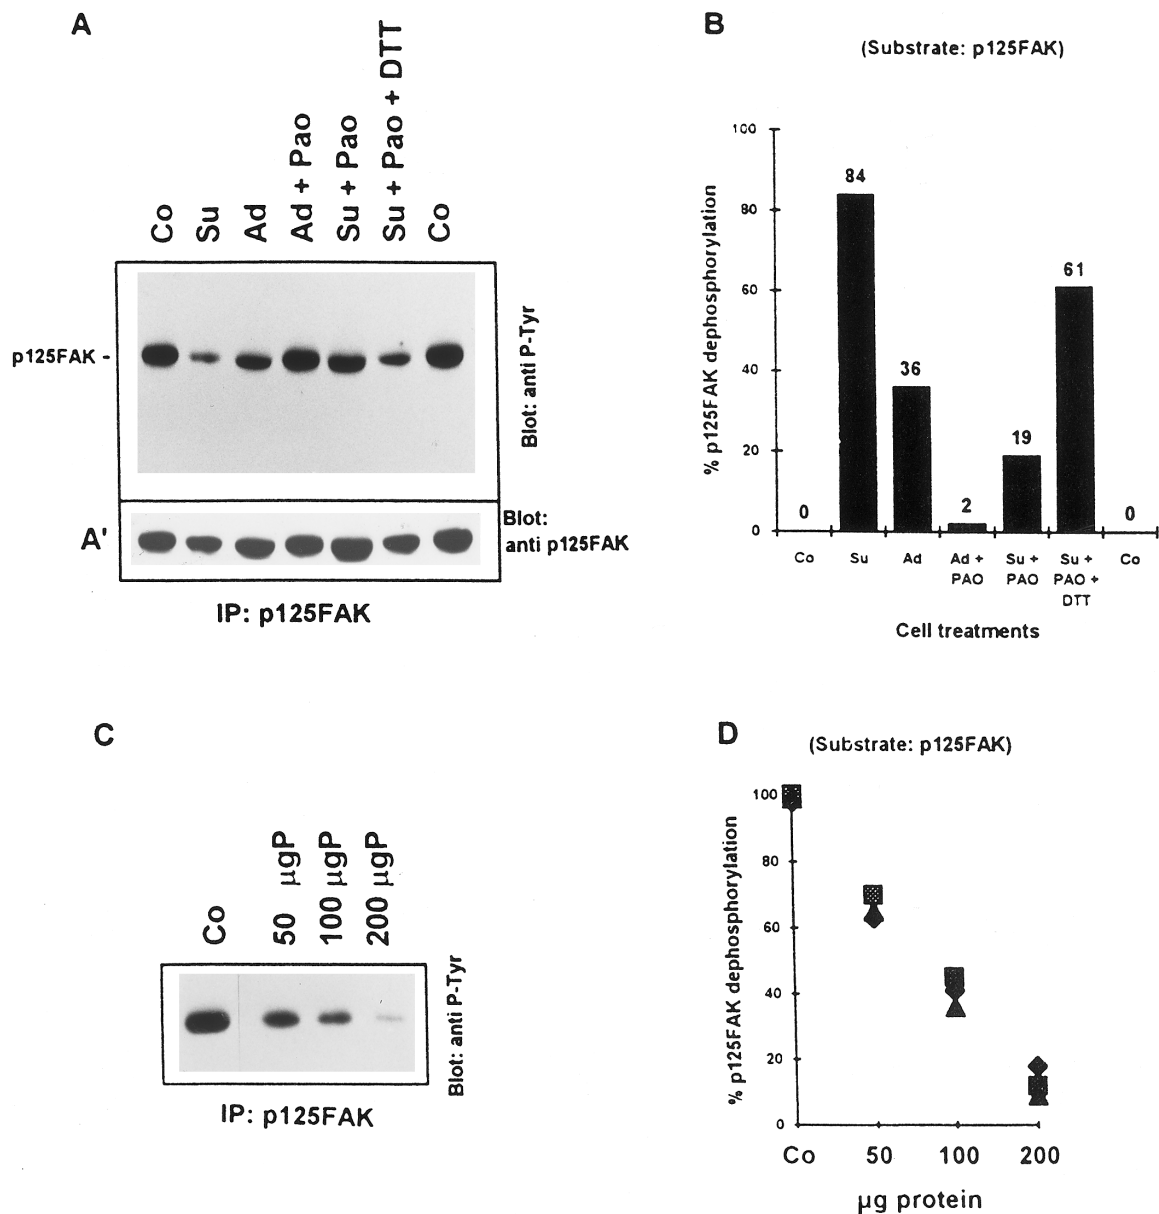 A
Co
Su
Ad
Ad + Pao
Su + Pao
Su + Pao + DTT
Co
p125FAK -
Blot: anti P-Tyr
A'
Blot:
anti p125FAK
IP: p125FAK
B
(Substrate: p125FAK)
% p125FAK dephosphorylation
100
80
60
40
20
0
0
84
36
2
19
61
0
Co
Su
Ad
Ad +
PAO
Su +
PAO
Su +
PAO +
DTT
Co
Cell treatments
C
Co
50 µgP
100 µgP
200 µgP
Blot: anti P-Tyr
IP: p125FAK
D
(Substrate: p125FAK)
% p125FAK dephosphorylation
100
80
60
40
20
0
Co
50
100
200
µg protein